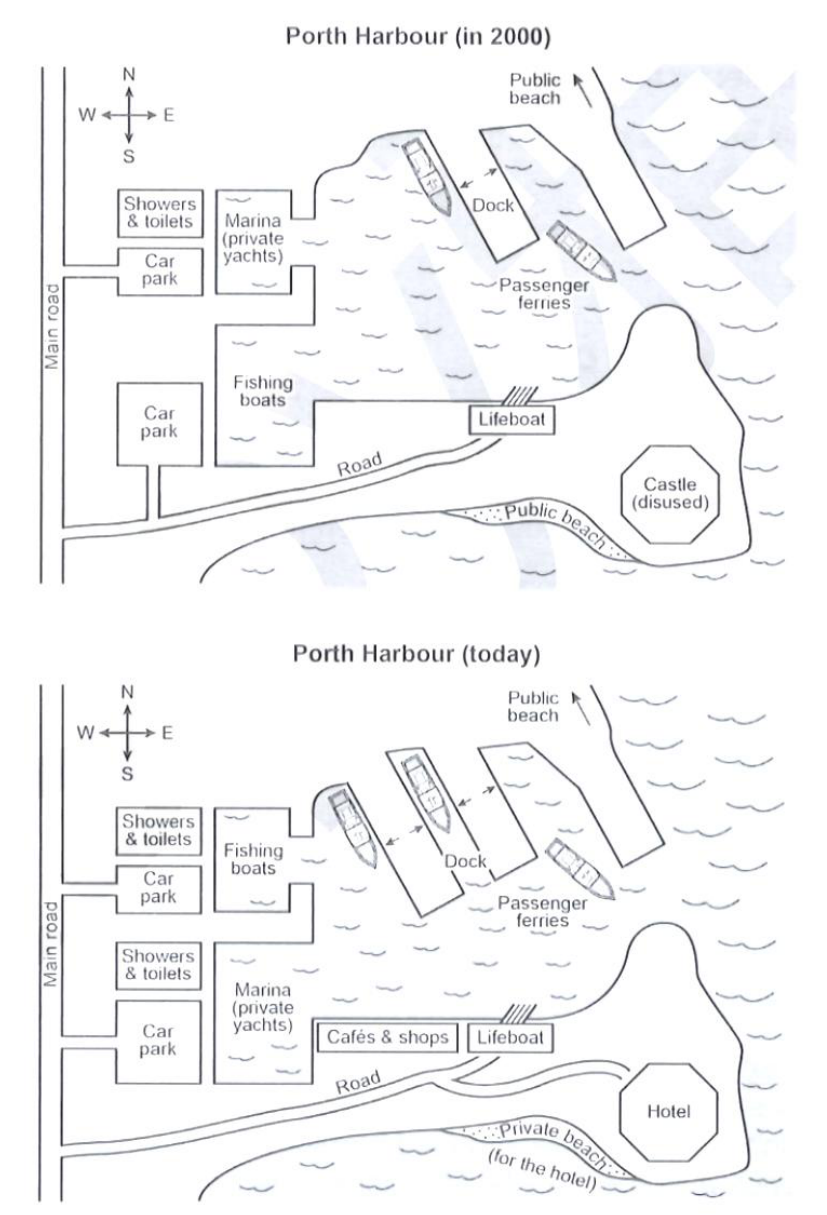 Porth Harbour (in 2000)
N
W E
S
Public
beach
Showers
& toilets
Marina
(private
yachts)
Dock
Car
park
Passenger
ferries
Main road
Fishing
boats
Car
park
Lifeboat
Road
Castle
(disused)
Public beach
Porth Harbour (today)
N
W E
S
Public
beach
Showers
& toilets
Fishing
boats
Dock
Car
park
Passenger
ferries
Main road
Showers
& toilets
Marina
(private
yachts)
Car
park
Cafés & shops
Lifeboat
Road
Hotel
Private beach
(for the hotel)